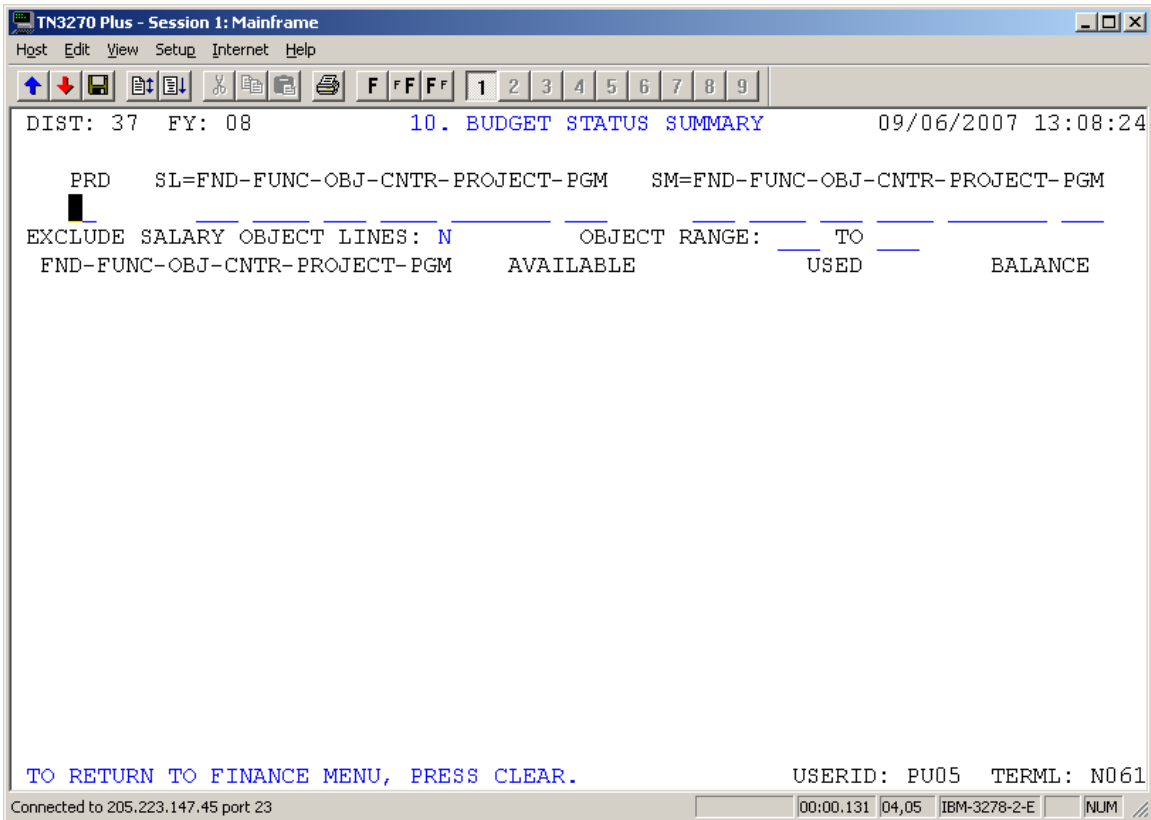 TN3270 Plus - Session 1: Mainframe
Host Edit View Setup Internet Help
F FF FF 1 2 3 4 5 6 7 8 9
DIST: 37 FY: 08 10. BUDGET STATUS SUMMARY 09/06/2007 13:08:24
PRD SL=FND-FUNC-OBJ-CNTR-PROJECT-PGM SM=FND-FUNC-OBJ-CNTR-PROJECT-PGM
EXCLUDE SALARY OBJECT LINES: N OBJECT RANGE: ___ TO ___
FND-FUNC-OBJ-CNTR-PROJECT-PGM AVAILABLE USED BALANCE
TO RETURN TO FINANCE MENU, PRESS CLEAR. USERID: PU05 TERML: N061
Connected to 205.223.147.45 port 23 00:00.131 04,05 IBM-3278-2-E NUM